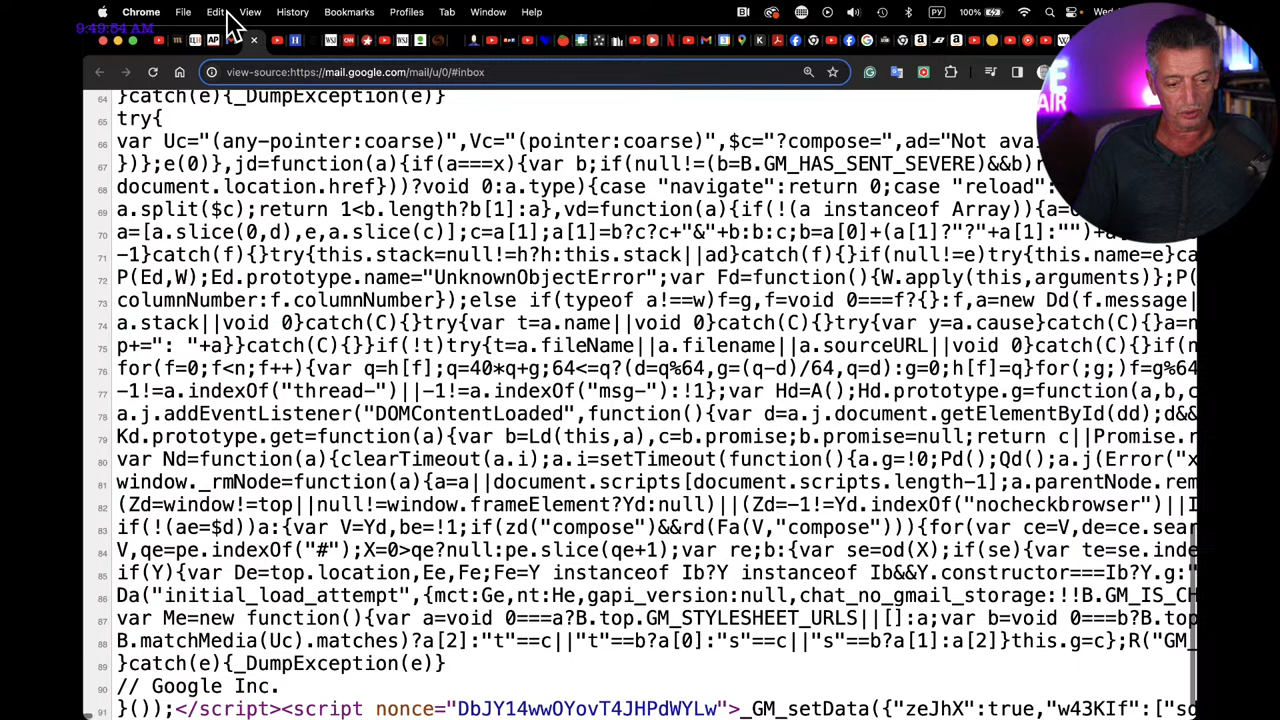 Chrome File Edit View History Bookmarks Profiles Tab Window Help РУ 100%
9:49:54 AM
AP WSJ CNN WSJ
view-source:https://mail.google.com/mail/u/0/#inbox
64 }catch(e){_DumpException(e)}
65 try{
66 var Uc="(any-pointer:coarse)",Vc="(pointer:coarse)",$c="?compose=",ad="Not ava
67 })};e(0)},jd=function(a){if(a===x){var b;if(null!=(b=B.GM_HAS_SENT_SEVERE)&&b)r
68 document.location.href}))?void 0:a.type){case "navigate":return 0;case "reload":
69 a.split($c);return 1<b.length?b[1]:a},vd=function(a){if(!(a instanceof Array)){a=
70 a=[a.slice(0,d),e,a.slice(c)];c=a[1];a[1]=b?c?c+"&"+b:b:c;b=a[0]+(a[1]?"?"+a[1]:"")+
71 -1}catch(f){}try{this.stack=null!=h?h:this.stack||ad}catch(f){}if(null!=e)try{this.name=e}ca
72 P(Ed,W);Ed.prototype.name="UnknownObjectError";var Fd=function(){W.apply(this,arguments)};P(
73 columnNumber:f.columnNumber});else if(typeof a!==w)f=g,f=void 0===f?{}:f,a=new Dd(f.message|
74 a.stack||void 0}catch(C){}try{var t=a.name||void 0}catch(C){}try{var y=a.cause}catch(C){}a=n
75 p+=": "+a}}catch(C){}}if(!t)try{t=a.fileName||a.filename||a.sourceURL||void 0}catch(C){}if(n
76 for(f=0;f<n;f++){var q=h[f];q=40*q+g;64<=q?(d=q%64,g=(q-d)/64,q=d):g=0;h[f]=q}for(;g;)f=g%64
77 -1!=a.indexOf("thread-")||-1!=a.indexOf("msg-"):!1};var Hd=A();Hd.prototype.g=function(a,b,c
78 a.j.addEventListener("DOMContentLoaded",function(){var d=a.j.document.getElementById(dd);d&&
79 Kd.prototype.get=function(a){var b=Ld(this,a),c=b.promise;b.promise=null;return c||Promise.r
80 var Nd=function(a){clearTimeout(a.i);a.i=setTimeout(function(){a.g=!0;Pd();Qd();a.j(Error("x
81 window._rmNode=function(a){a=a||document.scripts[document.scripts.length-1];a.parentNode.rem
82 (Zd=window!=top||null!=window.frameElement?Yd:null)||(Zd=-1!=Yd.indexOf("nocheckbrowser")||I
83 if(!(ae=$d))a:{var V=Yd,be=!1;if(zd("compose")&&rd(Fa(V,"compose"))){for(var ce=V,de=ce.sear
84 V,qe=pe.indexOf("#");X=0>qe?null:pe.slice(qe+1);var re;b:{var se=od(X);if(se){var te=se.inde
85 if(Y){var De=top.location,Ee,Fe;Fe=Y instanceof Ib?Y instanceof Ib&&Y.constructor===Ib?Y.g:"
86 Da("initial_load_attempt",{mct:Ge,nt:He,gapi_version:null,chat_no_gmail_storage:!!B.GM_IS_CH
87 var Me=new function(){var a=void 0===a?B.top.GM_STYLESHEET_URLS||[]:a;var b=void 0===b?B.top
88 B.matchMedia(Uc).matches)?a[2]:"t"==c||"t"==b?a[0]:"s"==c||"s"==b?a[1]:a[2]}this.g=c};R("GM_
89 }catch(e){_DumpException(e)}
90 // Google Inc.
91 }());</script><script nonce="DbJY14wwOYovT4JHPdWYLw">_GM_setData({"zeJhX":true,"w43KIf":["sd
AIR